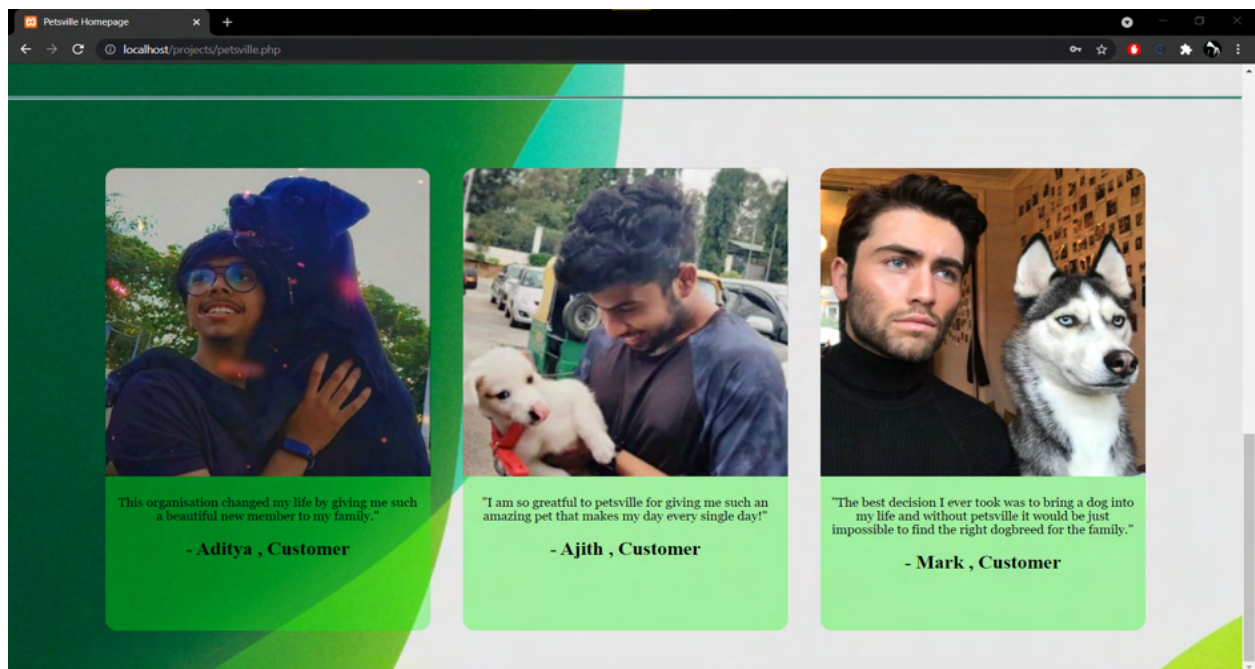 Petsville Homepage
localhost/projects/petsville.php
This organisation changed my life by giving me such
a beautiful new member to my family."
- Aditya , Customer
"I am so greatful to petsville for giving me such an
amazing pet that makes my day every single day!"
- Ajith , Customer
"The best decision I ever took was to bring a dog into
my life and without petsville it would be just
impossible to find the right dogbreed for the family."
- Mark , Customer